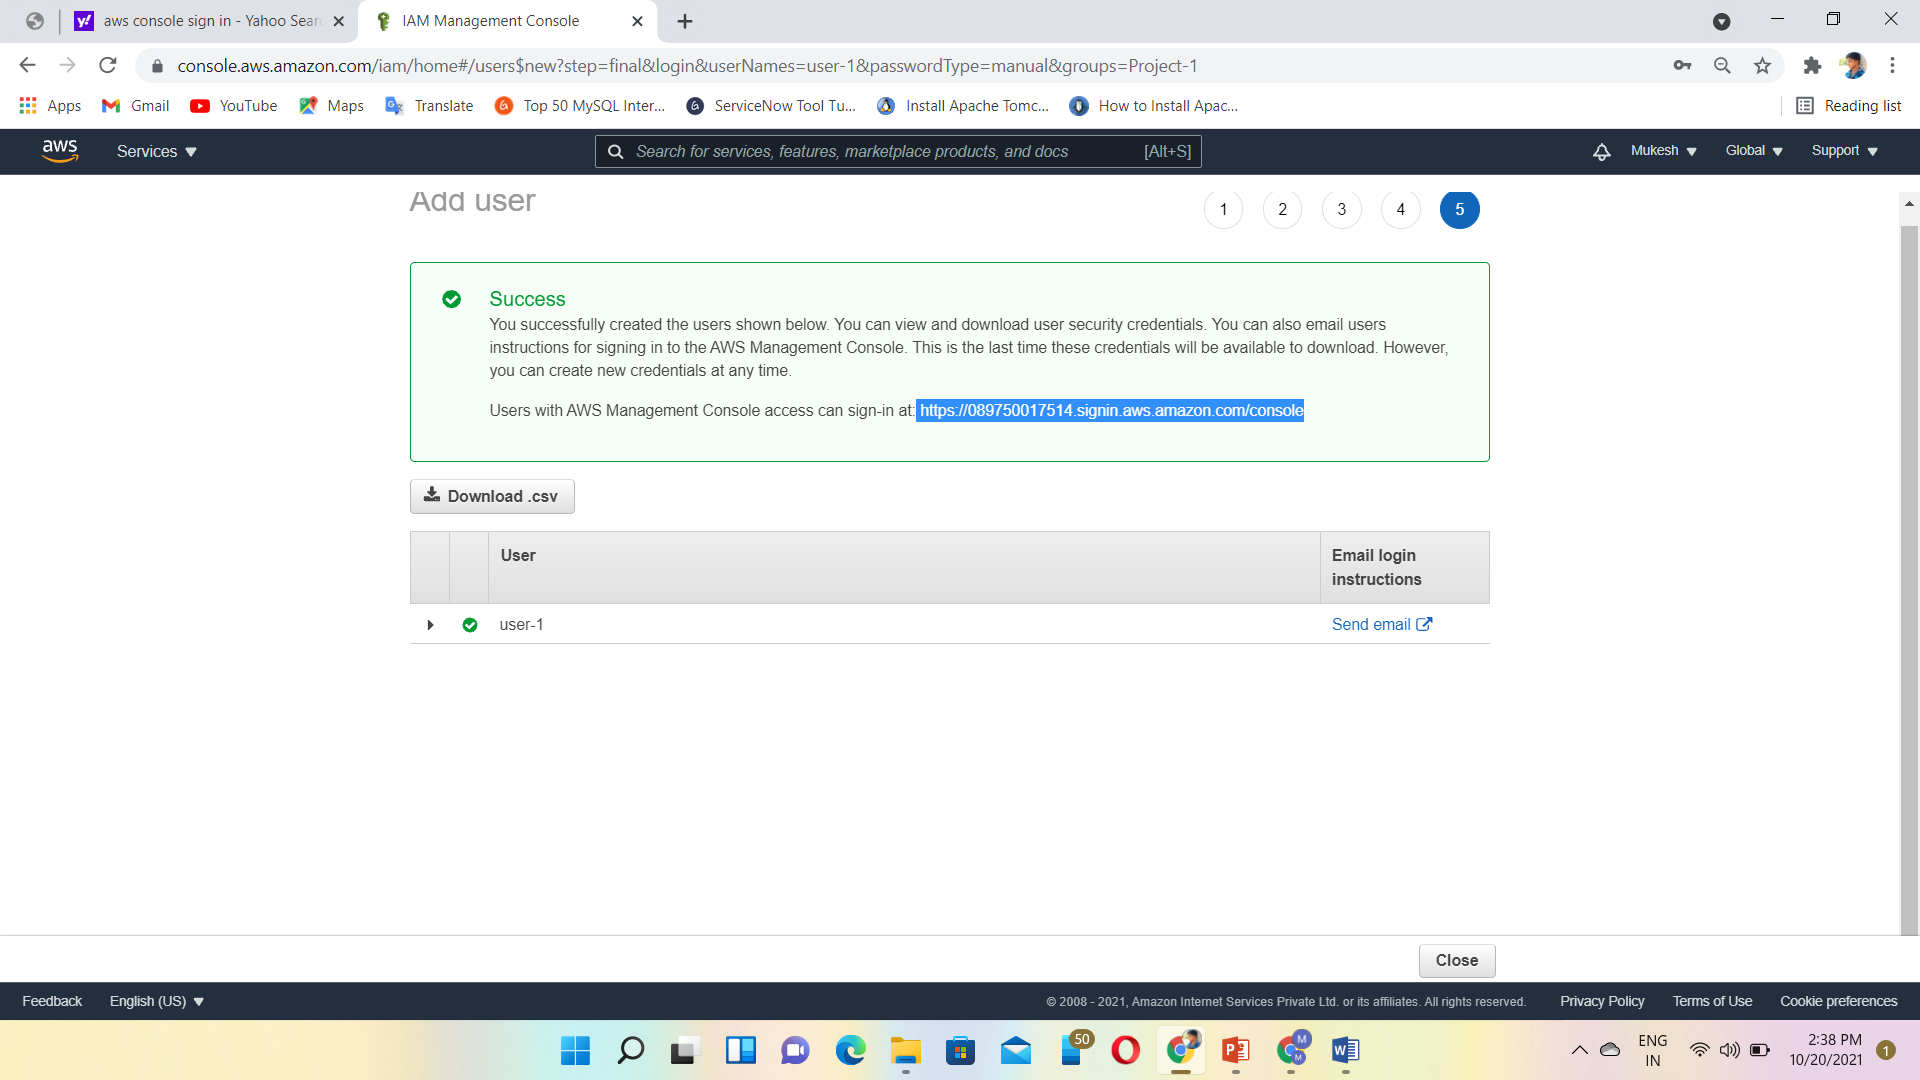 aws console sign in - Yahoo Sear
IAM Management Console
console.aws.amazon.com/iam/home#/users$new?step=final&login&userNames=user-1&passwordType=manual&groups=Project-1
Apps
Gmail
YouTube
Maps
Translate
Top 50 MySQL Inter...
ServiceNow Tool Tu...
Install Apache Tomc...
How to Install Apac...
Reading list
aws
Services
Search for services, features, marketplace products, and docs
[Alt+S]
Mukesh
Global
Support
Add user
1
2
3
4
5
Success
You successfully created the users shown below. You can view and download user security credentials. You can also email users
instructions for signing in to the AWS Management Console. This is the last time these credentials will be available to download. However,
you can create new credentials at any time.
Users with AWS Management Console access can sign-in at: https://089750017514.signin.aws.amazon.com/console
Download .csv
User
Email login
instructions
user-1
Send email
Close
Feedback
English (US)
© 2008 - 2021, Amazon Internet Services Private Ltd. or its affiliates. All rights reserved.
Privacy Policy
Terms of Use
Cookie preferences
50
M
M
ENG
IN
2:38 PM
10/20/2021
1